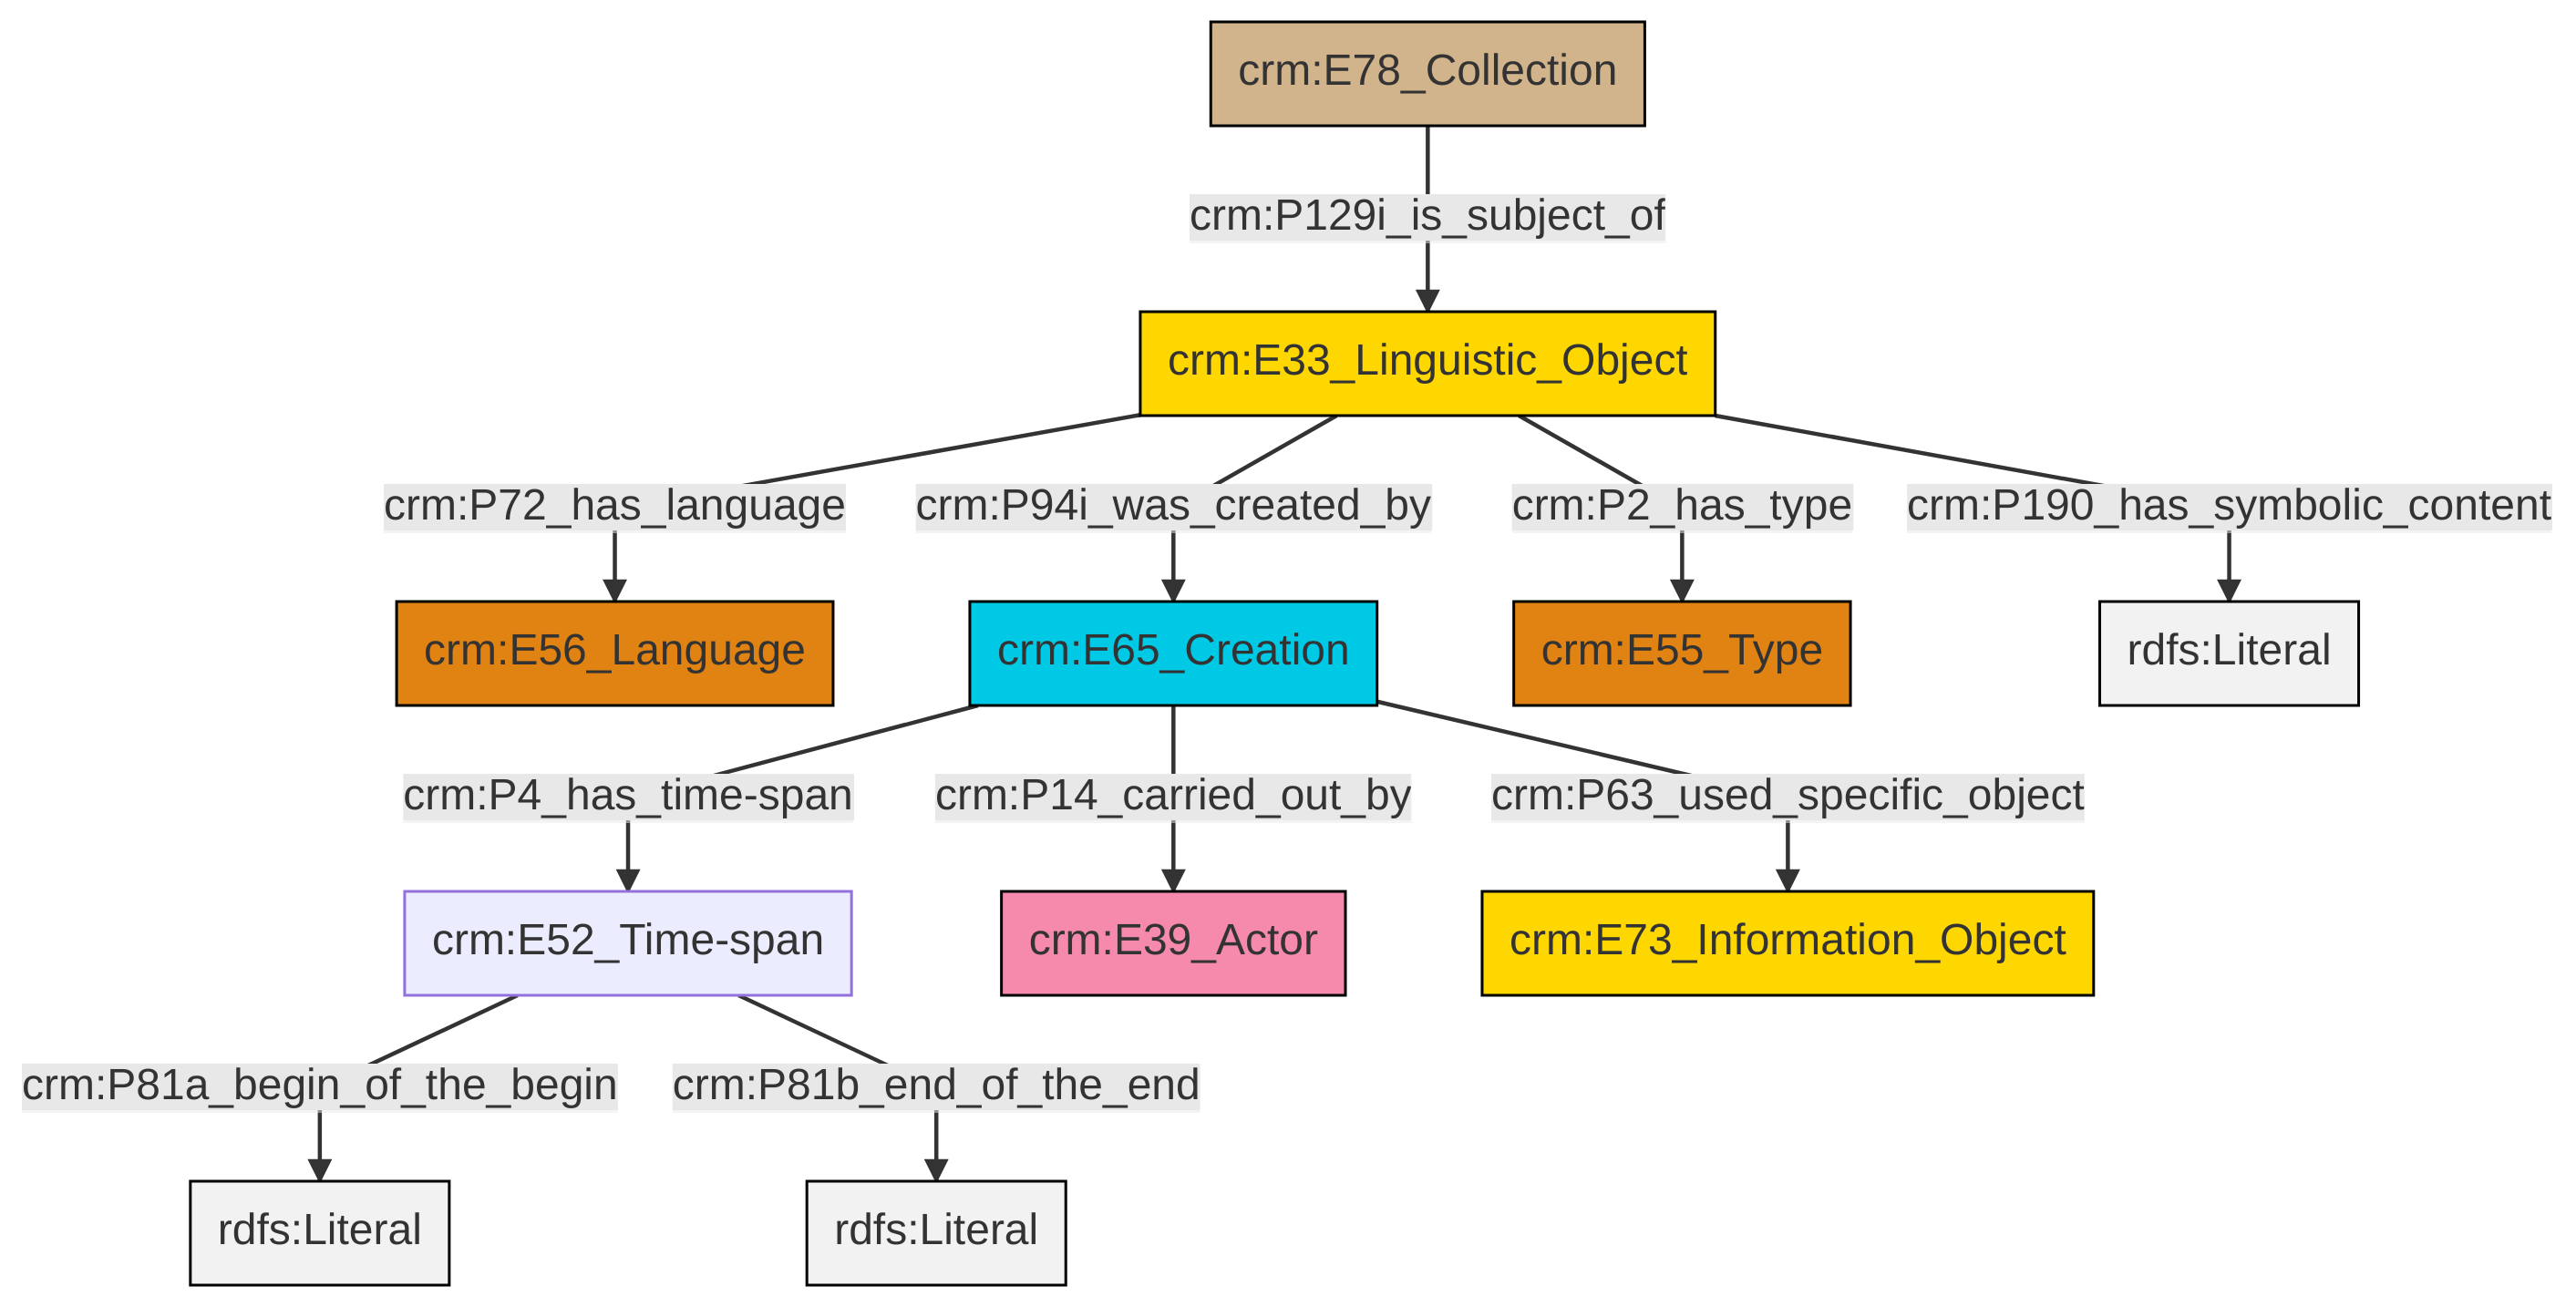 crm:E78_Collection
crm:P129i_is_subject_of
crm:E33_Linguistic_Object
crm:P72_has_language
crm:P94i_was_created_by
crm:P2_has_type
crm:P190_has_symbolic_content
crm:E56_Language
crm:E65_Creation
crm:E55_Type
rdfs:Literal
crm:P4_has_time-span
crm:P14_carried_out_by
crm:P63_used_specific_object
crm:E52_Time-span
crm:E39_Actor
crm:E73_Information_Object
crm:P81a_begin_of_the_begin
crm:P81b_end_of_the_end
rdfs:Literal
rdfs:Literal